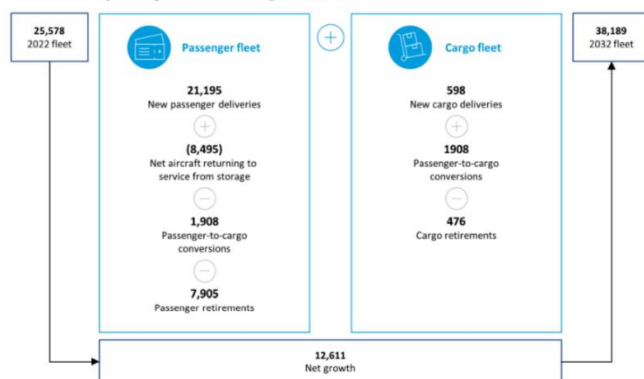 25,578
2022 fleet
Passenger fleet
21,195
New passenger deliveries
(8,495)
Net aircraft returning to
service from storage
1,908
Passenger-to-cargo
conversions
7,905
Passenger retirements
Cargo fleet
598
New cargo deliveries
1908
Passenger-to-cargo
conversions
476
Cargo retirements
38,189
2032 fleet
12,611
Net growth